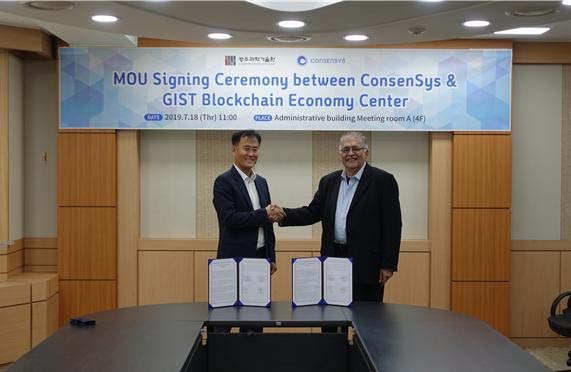 광주과학기술원 CONSENSYS
MOU Signing Ceremony between ConsenSys &
GIST Blockchain Economy Center
DATE 2019.7.18 (Thr) 11:00 PLACE Administrative building Meeting room A (4F)